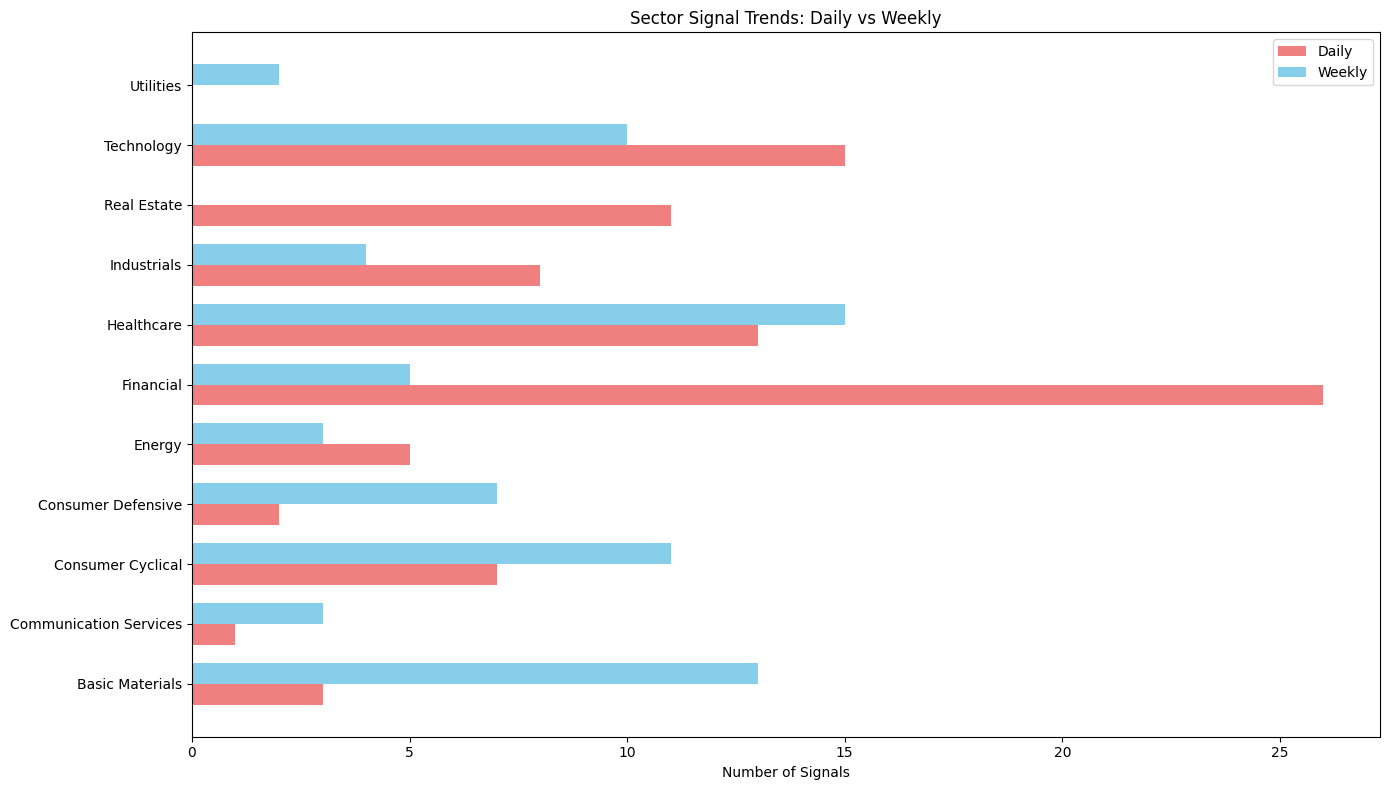 Sector Signal Trends: Daily vs Weekly
Daily
Weekly
Utilities
Technology
Real Estate
Industrials
Healthcare
Financial
Energy
Consumer Defensive
Consumer Cyclical
Communication Services
Basic Materials
0 5 10 15 20 25
Number of Signals